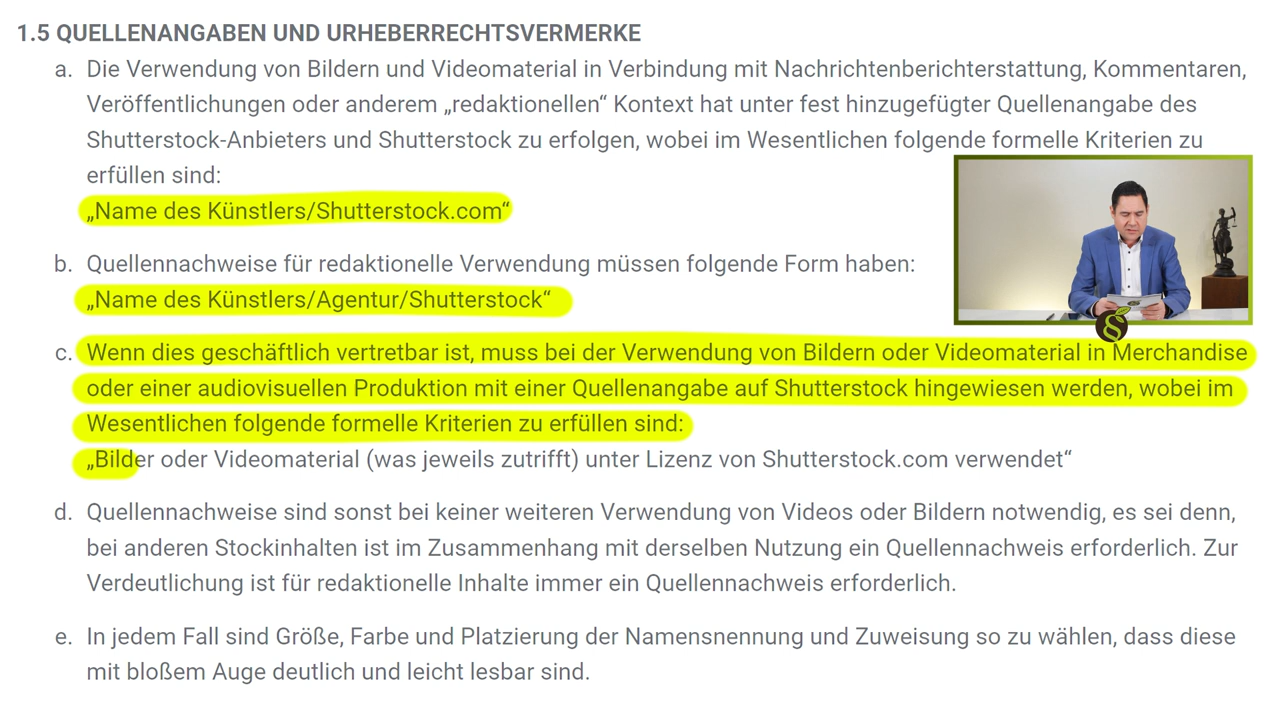 1.5 QUELLENANGABEN UND URHEBERRECHTSVERMERKE
a. Die Verwendung von Bildern und Videomaterial in Verbindung mit Nachrichtenberichterstattung, Kommentaren,
Veröffentlichungen oder anderem „redaktionellen“ Kontext hat unter fest hinzugefügter Quellenangabe des
Shutterstock-Anbieters und Shutterstock zu erfolgen, wobei im Wesentlichen folgende formelle Kriterien zu
erfüllen sind:
„Name des Künstlers/Shutterstock.com“
b. Quellennachweise für redaktionelle Verwendung müssen folgende Form haben:
„Name des Künstlers/Agentur/Shutterstock“
c. Wenn dies geschäftlich vertretbar ist, muss bei der Verwendung von Bildern oder Videomaterial in Merchandise
oder einer audiovisuellen Produktion mit einer Quellenangabe auf Shutterstock hingewiesen werden, wobei im
Wesentlichen folgende formelle Kriterien zu erfüllen sind:
„Bilder oder Videomaterial (was jeweils zutrifft) unter Lizenz von Shutterstock.com verwendet“
d. Quellennachweise sind sonst bei keiner weiteren Verwendung von Videos oder Bildern notwendig, es sei denn,
bei anderen Stockinhalten ist im Zusammenhang mit derselben Nutzung ein Quellennachweis erforderlich. Zur
Verdeutlichung ist für redaktionelle Inhalte immer ein Quellennachweis erforderlich.
e. In jedem Fall sind Größe, Farbe und Platzierung der Namensnennung und Zuweisung so zu wählen, dass diese
mit bloßem Auge deutlich und leicht lesbar sind.
§